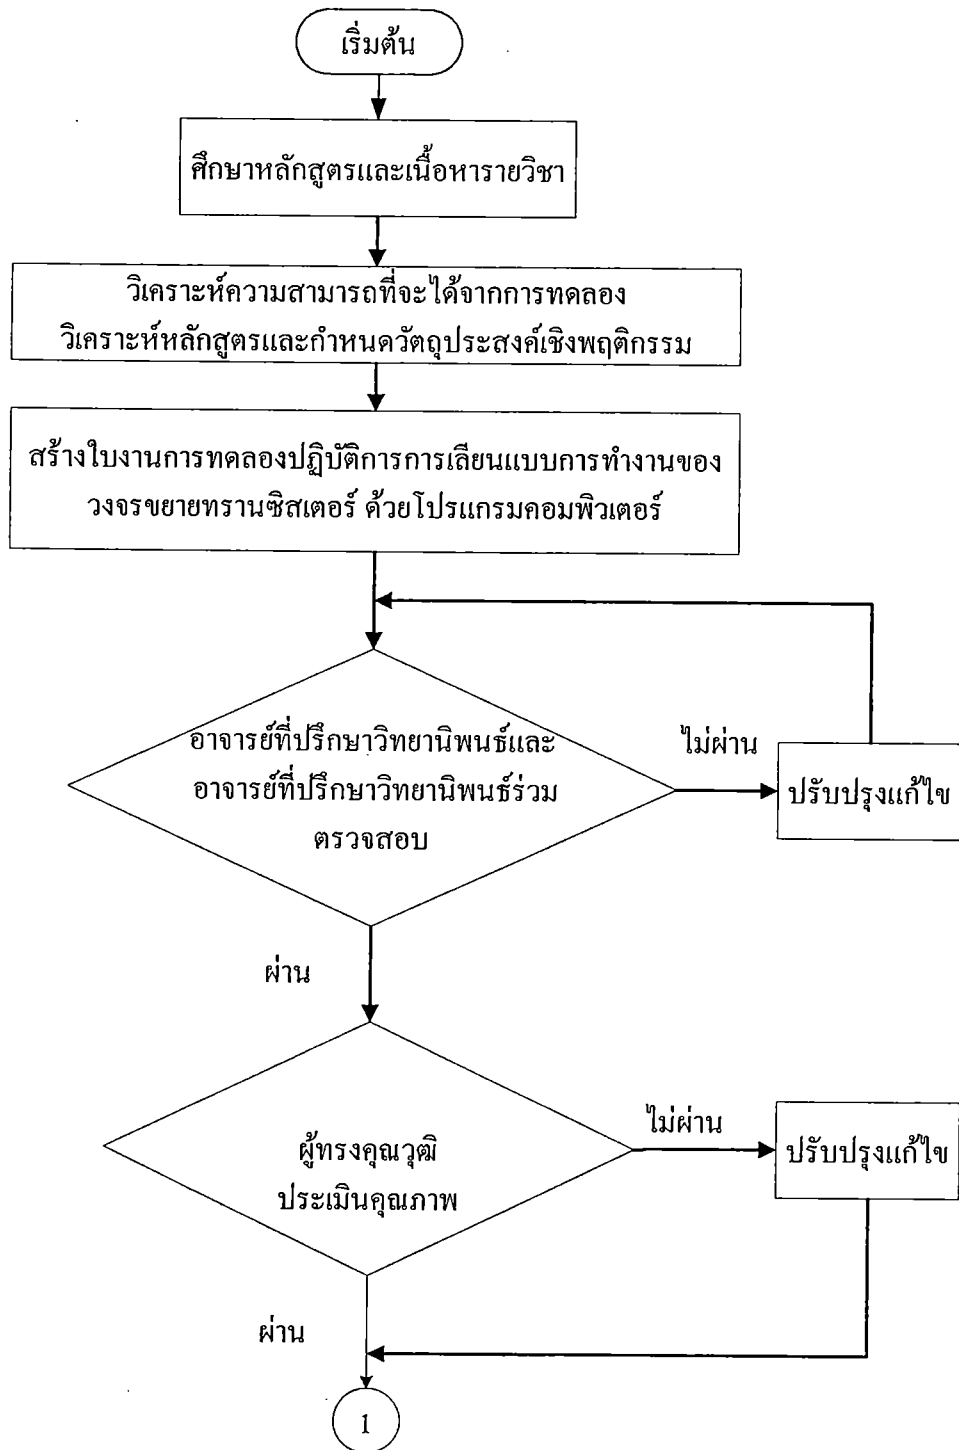 เริ่มต้น
ศึกษาหลักสูตรและเนื้อหารายวิชา
วิเคราะห์ความสามารถที่จะได้จากการทดลอง
วิเคราะห์หลักสูตรและกำหนดวัตถุประสงค์เชิงพฤติกรรม
สร้างใบงานการทดลองปฏิบัติการการเลียนแบบการทำงานของ
วงจรขยายทรานซิสเตอร์ ด้วยโปรแกรมคอมพิวเตอร์
อาจารย์ที่ปรึกษาวิทยานิพนธ์และ
อาจารย์ที่ปรึกษาวิทยานิพนธ์ร่วม
ตรวจสอบ
ไม่ผ่าน
ปรับปรุงแก้ไข
ผ่าน
ผู้ทรงคุณวุฒิ
ประเมินคุณภาพ
ไม่ผ่าน
ปรับปรุงแก้ไข
ผ่าน
1